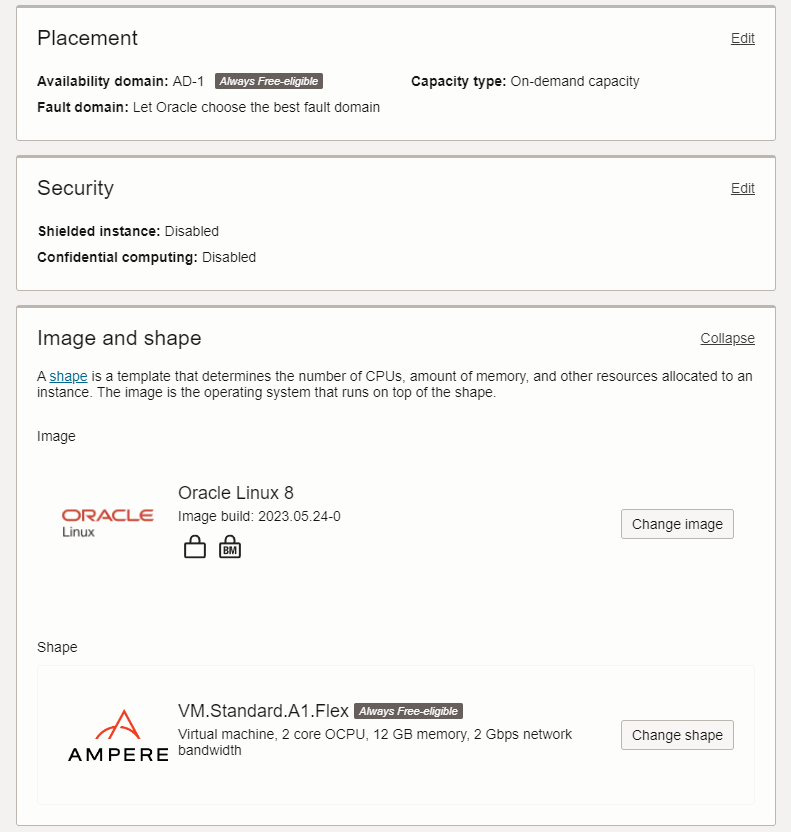 Placement
Edit
Availability domain: AD-1 Always Free-eligible
Capacity type: On-demand capacity
Fault domain: Let Oracle choose the best fault domain
Security
Edit
Shielded instance: Disabled
Confidential computing: Disabled
Image and shape
Collapse
A shape is a template that determines the number of CPUs, amount of memory, and other resources allocated to an
instance. The image is the operating system that runs on top of the shape.
Image
ORACLE
Linux
Oracle Linux 8
Image build: 2023.05.24-0
BM
Change image
Shape
AMPERE
VM.Standard.A1.Flex Always Free-eligible
Virtual machine, 2 core OCPU, 12 GB memory, 2 Gbps network
bandwidth
Change shape